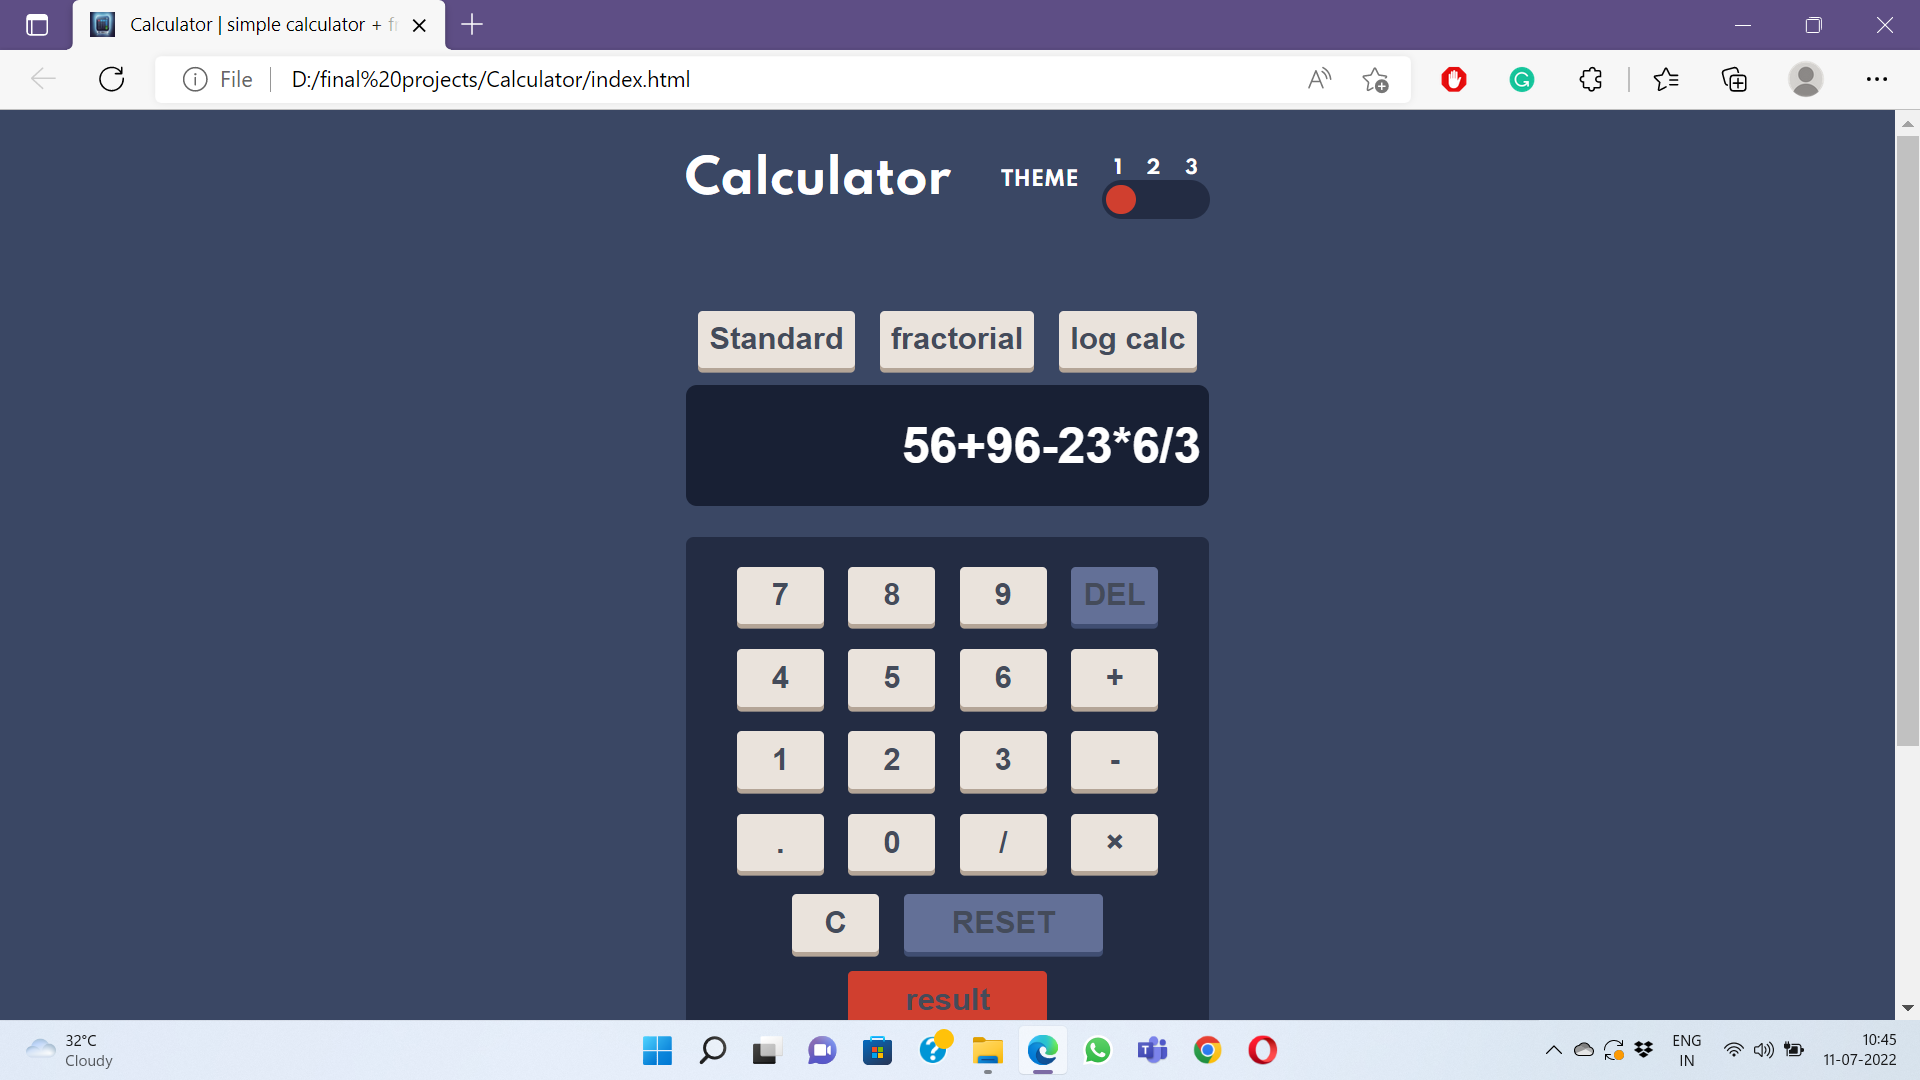 Calculator | simple calculator + fr
File
D:/final%20projects/Calculator/index.html
Calculator
THEME
1 2 3
Standard
fractorial
log calc
56+96-23*6/3
7 8 9 DEL
4 5 6 +
1 2 3 -
. 0 / ×
C RESET
result
32°C
Cloudy
ENG
IN
10:45
11-07-2022